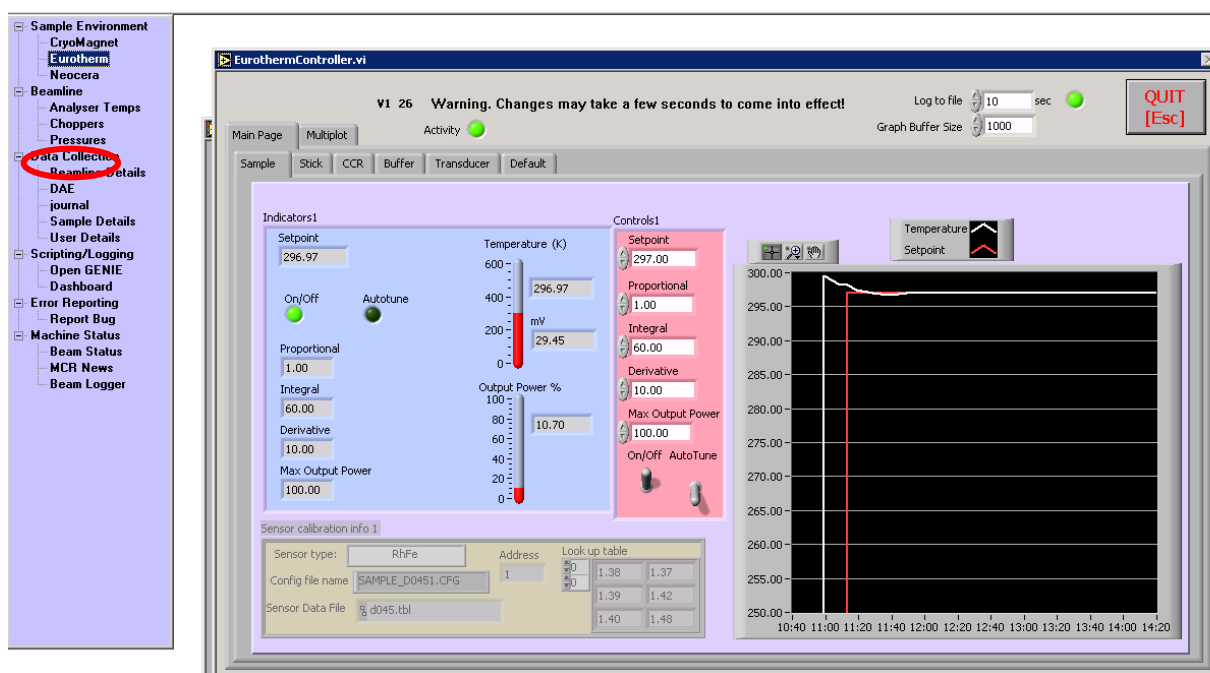 Sample Environment
CryoMagnet
Eurotherm
Neocera
Beamline
Analyser Temps
Choppers
Pressures
Data Collection
Beamline Details
DAE
journal
Sample Details
User Details
Scripting/Logging
Open GENIE
Dashboard
Error Reporting
Report Bug
Machine Status
Beam Status
MCR News
Beam Logger
EurothermController.vi
V1 26 Warning. Changes may take a few seconds to come into effect!
Log to file 10 sec
QUIT
[Esc]
Graph Buffer Size 1000
Activity
Main Page Multiplot
Sample Stick CCR Buffer Transducer Default
Indicators1
Setpoint
296.97
On/Off Autotune
Proportional
1.00
Integral
60.00
Derivative
10.00
Max Output Power
100.00
Temperature (K)
600
400
200
0
296.97
mV
29.45
Output Power %
100
80
60
40
20
0
10.70
Controls1
Setpoint
297.00
Proportional
1.00
Integral
60.00
Derivative
10.00
Max Output Power
100.00
On/Off AutoTune
Temperature
Setpoint
300.00
295.00
290.00
285.00
280.00
275.00
270.00
265.00
260.00
255.00
250.00
10:40 11:00 11:20 11:40 12:00 12:20 12:40 13:00 13:20 13:40 14:00 14:20
Sensor calibration info 1
Sensor type: RhFe
Config file name SAMPLE_D0451.CFG
Sensor Data File d045.tbl
Address
1
Look up table
0
0
1.38 1.37
1.39 1.42
1.40 1.48